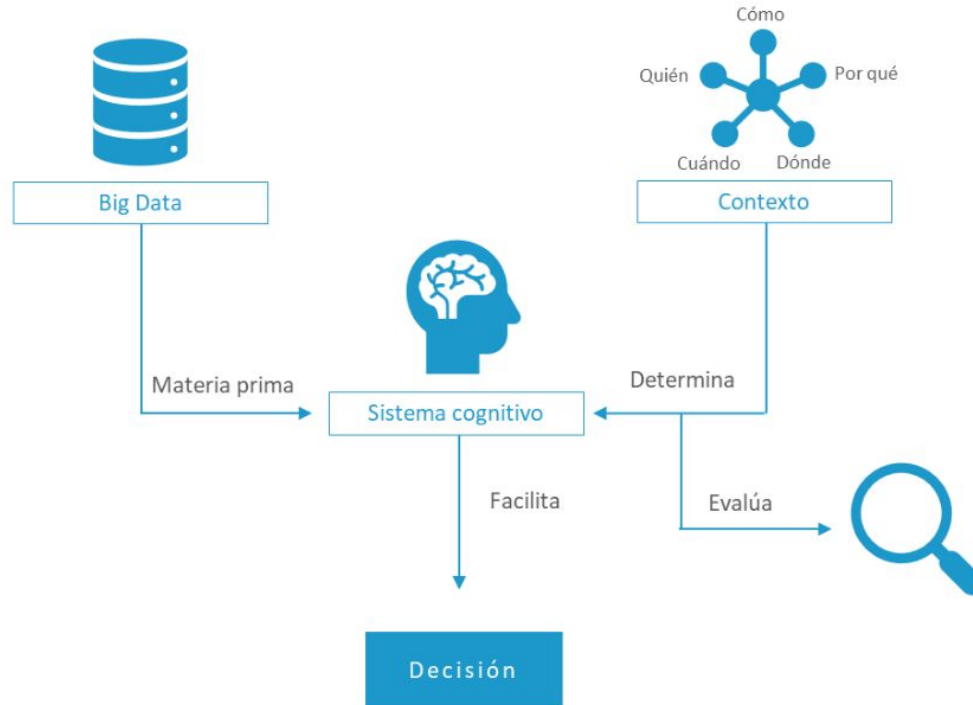 Cómo
Quién
Por qué
Cuándo
Dónde
Big Data
Contexto
Materia prima
Determina
Sistema cognitivo
Facilita
Evalúa
Decisión